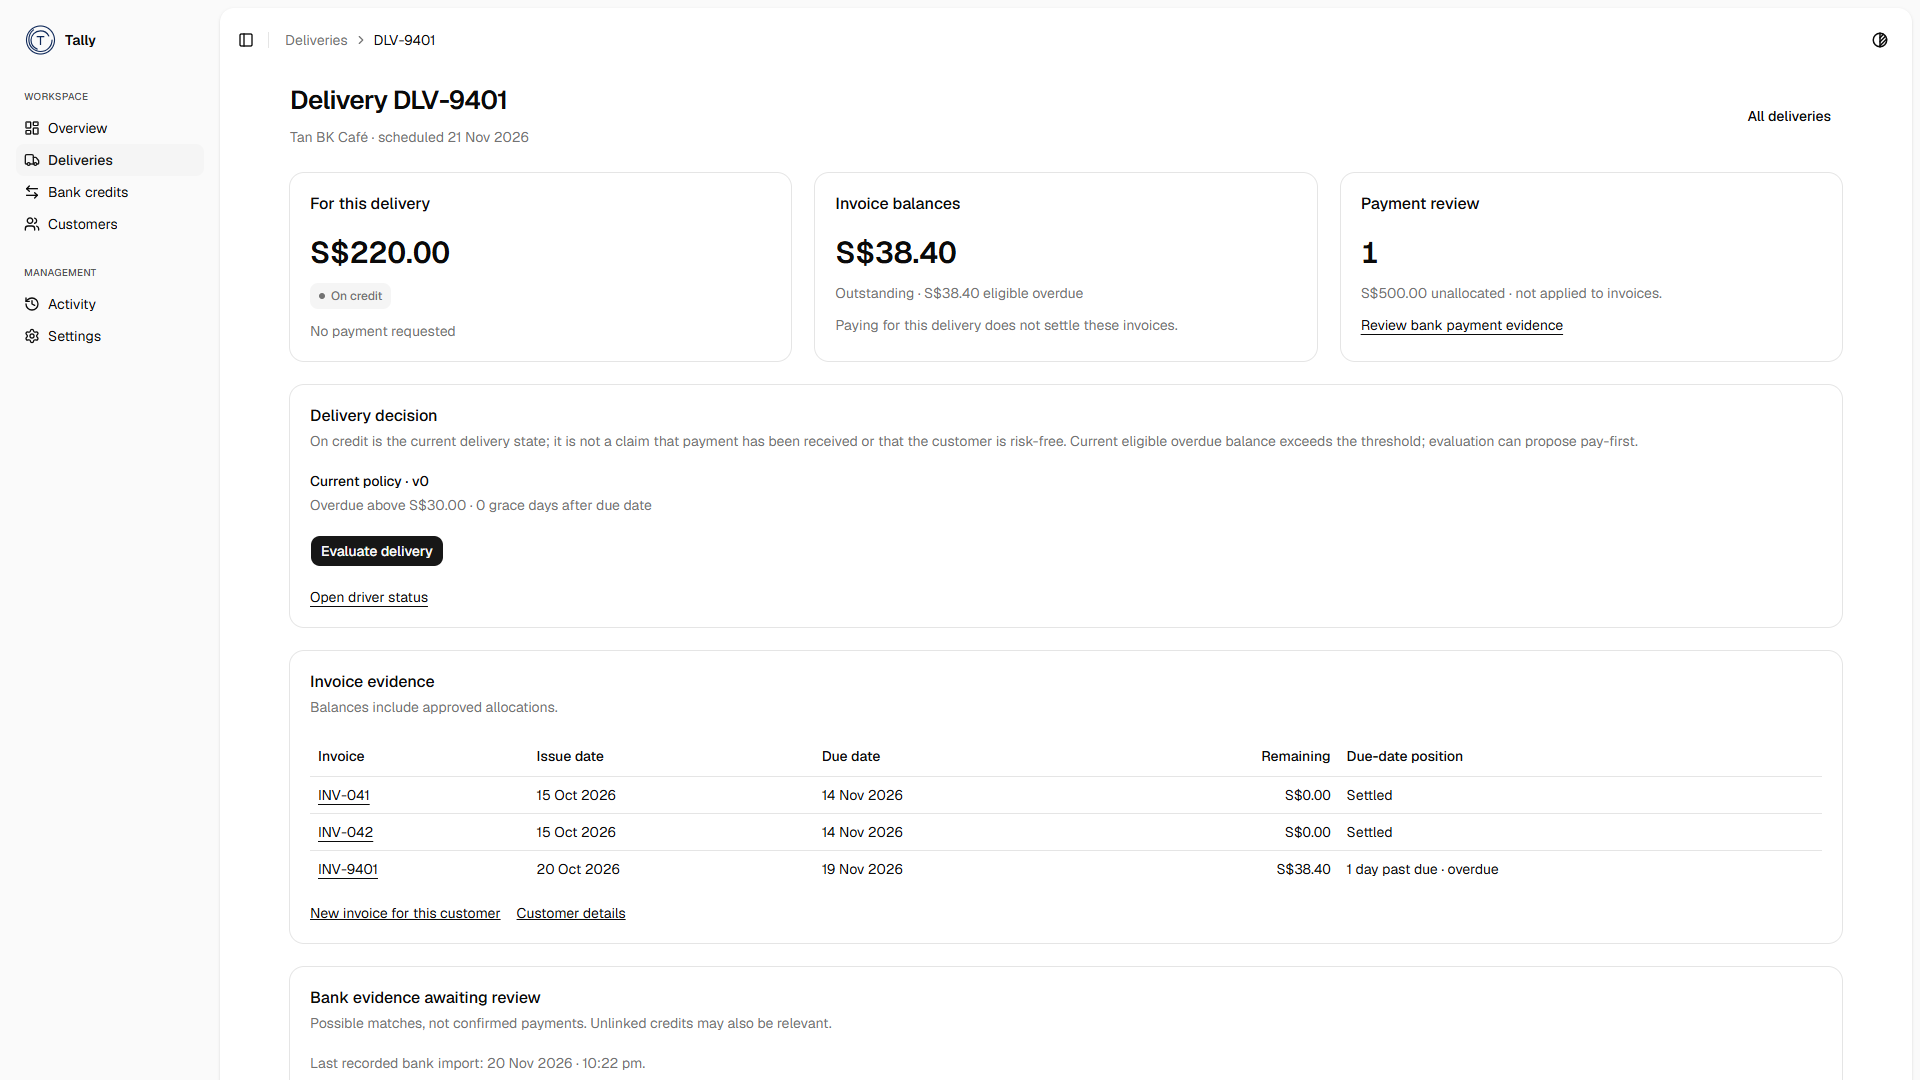 Tally
WORKSPACE
Overview
Deliveries
Bank credits
Customers
MANAGEMENT
Activity
Settings
Deliveries > DLV-9401
Delivery DLV-9401
Tan BK Café · scheduled 21 Nov 2026
All deliveries
For this delivery
S$220.00
On credit
No payment requested
Invoice balances
S$38.40
Outstanding · S$38.40 eligible overdue
Paying for this delivery does not settle these invoices.
Payment review
1
S$500.00 unallocated · not applied to invoices.
Review bank payment evidence
Delivery decision
On credit is the current delivery state; it is not a claim that payment has been received or that the customer is risk-free. Current eligible overdue balance exceeds the threshold; evaluation can propose pay-first.
Current policy · v0
Overdue above S$30.00 · 0 grace days after due date
Evaluate delivery
Open driver status
Invoice evidence
Balances include approved allocations.
Invoice Issue date Due date Remaining Due-date position
INV-041 15 Oct 2026 14 Nov 2026 S$0.00 Settled
INV-042 15 Oct 2026 14 Nov 2026 S$0.00 Settled
INV-9401 20 Oct 2026 19 Nov 2026 S$38.40 1 day past due · overdue
New invoice for this customer Customer details
Bank evidence awaiting review
Possible matches, not confirmed payments. Unlinked credits may also be relevant.
Last recorded bank import: 20 Nov 2026 · 10:22 pm.